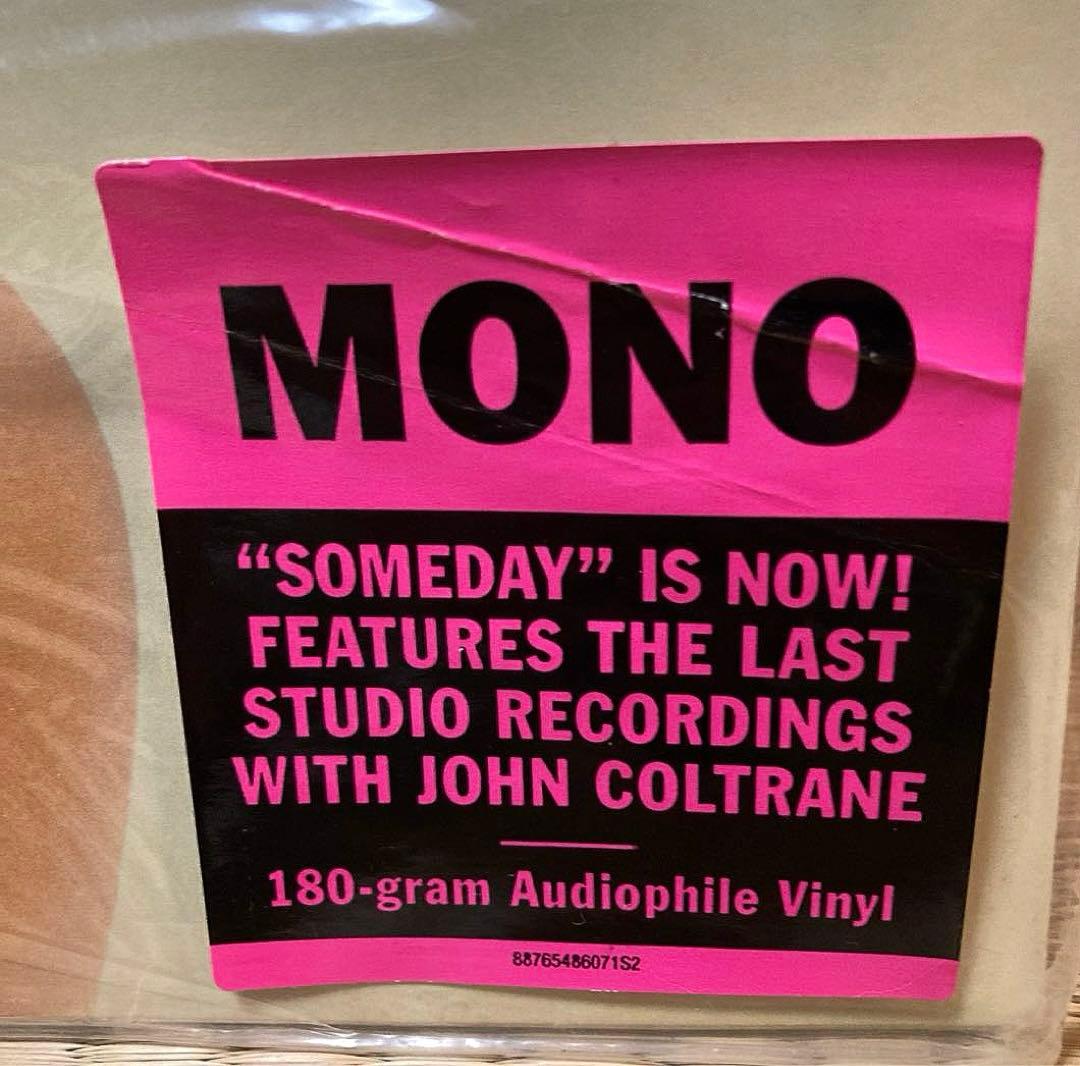 MONO
“SOMEDAY” IS NOW!
FEATURES THE LAST
STUDIO RECORDINGS
WITH JOHN COLTRANE
180-gram Audiophile Vinyl
88765486071S2